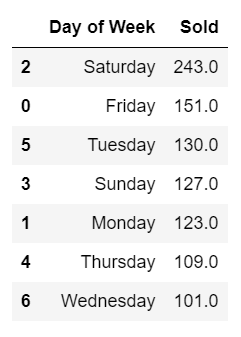 Day of Week Sold
2 Saturday 243.0
0 Friday 151.0
5 Tuesday 130.0
3 Sunday 127.0
1 Monday 123.0
4 Thursday 109.0
6 Wednesday 101.0